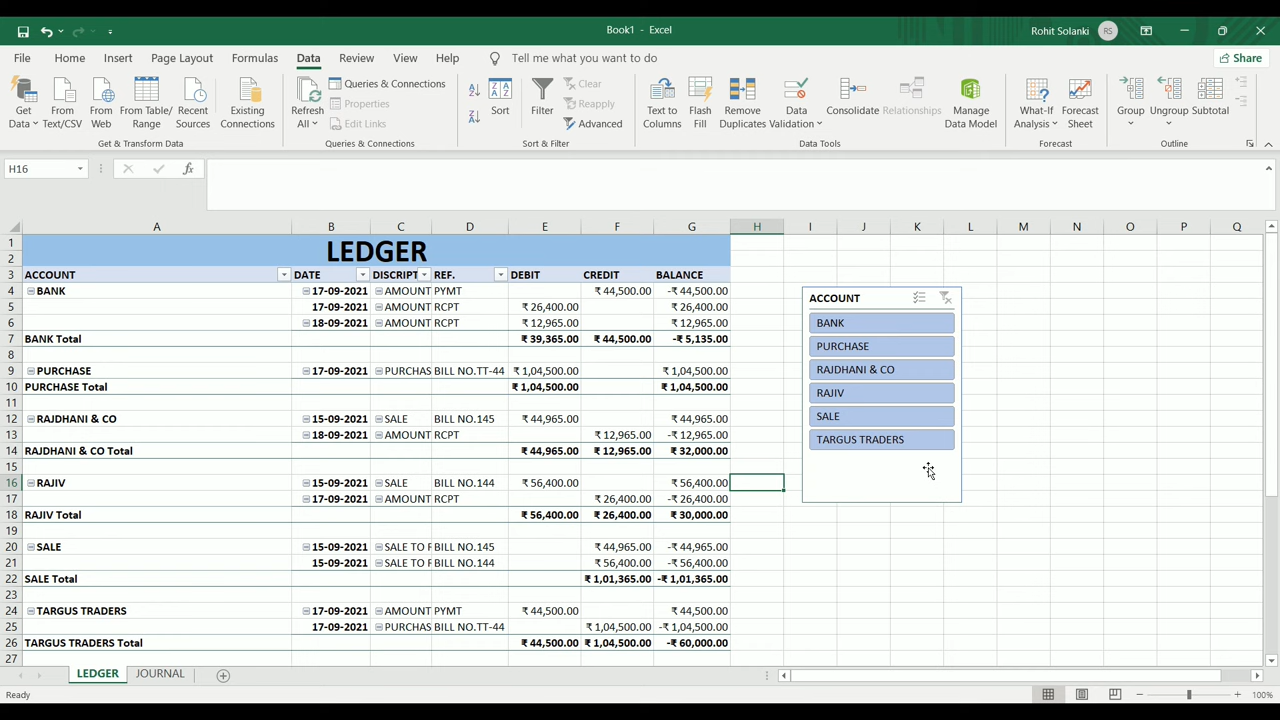 Book1 - Excel
Rohit Solanki RS
File Home Insert Page Layout Formulas Data Review View Help Tell me what you want to do Share
Get Data From Text/CSV From Web From Table/ Range Recent Sources Existing Connections
Get & Transform Data
Refresh All Queries & Connections
Properties
Edit Links
Queries & Connections
Sort Filter Clear
Reapply
Advanced
Sort & Filter
Text to Columns Flash Fill Remove Duplicates Data Validation Consolidate Relationships Manage Data Model
Data Tools
What-If Analysis Forecast Sheet
Forecast
Group Ungroup Subtotal
Outline
H16 fx
A B C D E F G H I J K L M N O P Q
1 LEDGER
2
3 ACCOUNT DATE DISCRIPT REF. DEBIT CREDIT BALANCE
4 BANK 17-09-2021 AMOUNT PYMT ₹ 44,500.00 -₹ 44,500.00
5 17-09-2021 AMOUNT RCPT ₹ 26,400.00 ₹ 26,400.00
6 18-09-2021 AMOUNT RCPT ₹ 12,965.00 ₹ 12,965.00
7 BANK Total ₹ 39,365.00 ₹ 44,500.00 -₹ 5,135.00
8
9 PURCHASE 17-09-2021 PURCHAS BILL NO.TT-44 ₹ 1,04,500.00 ₹ 1,04,500.00
10 PURCHASE Total ₹ 1,04,500.00 ₹ 1,04,500.00
11
12 RAJDHANI & CO 15-09-2021 SALE BILL NO.145 ₹ 44,965.00 ₹ 44,965.00
13 18-09-2021 AMOUNT RCPT ₹ 12,965.00 -₹ 12,965.00
14 RAJDHANI & CO Total ₹ 44,965.00 ₹ 12,965.00 ₹ 32,000.00
15
16 RAJIV 15-09-2021 SALE BILL NO.144 ₹ 56,400.00 ₹ 56,400.00
17 17-09-2021 AMOUNT RCPT ₹ 26,400.00 -₹ 26,400.00
18 RAJIV Total ₹ 56,400.00 ₹ 26,400.00 ₹ 30,000.00
19
20 SALE 15-09-2021 SALE TO F BILL NO.145 ₹ 44,965.00 -₹ 44,965.00
21 15-09-2021 SALE TO F BILL NO.144 ₹ 56,400.00 -₹ 56,400.00
22 SALE Total ₹ 1,01,365.00 -₹ 1,01,365.00
23
24 TARGUS TRADERS 17-09-2021 AMOUNT PYMT ₹ 44,500.00 ₹ 44,500.00
25 17-09-2021 PURCHAS BILL NO.TT-44 ₹ 1,04,500.00 -₹ 1,04,500.00
26 TARGUS TRADERS Total ₹ 44,500.00 ₹ 1,04,500.00 -₹ 60,000.00
27
ACCOUNT
BANK
PURCHASE
RAJDHANI & CO
RAJIV
SALE
TARGUS TRADERS
LEDGER JOURNAL
Ready 100%